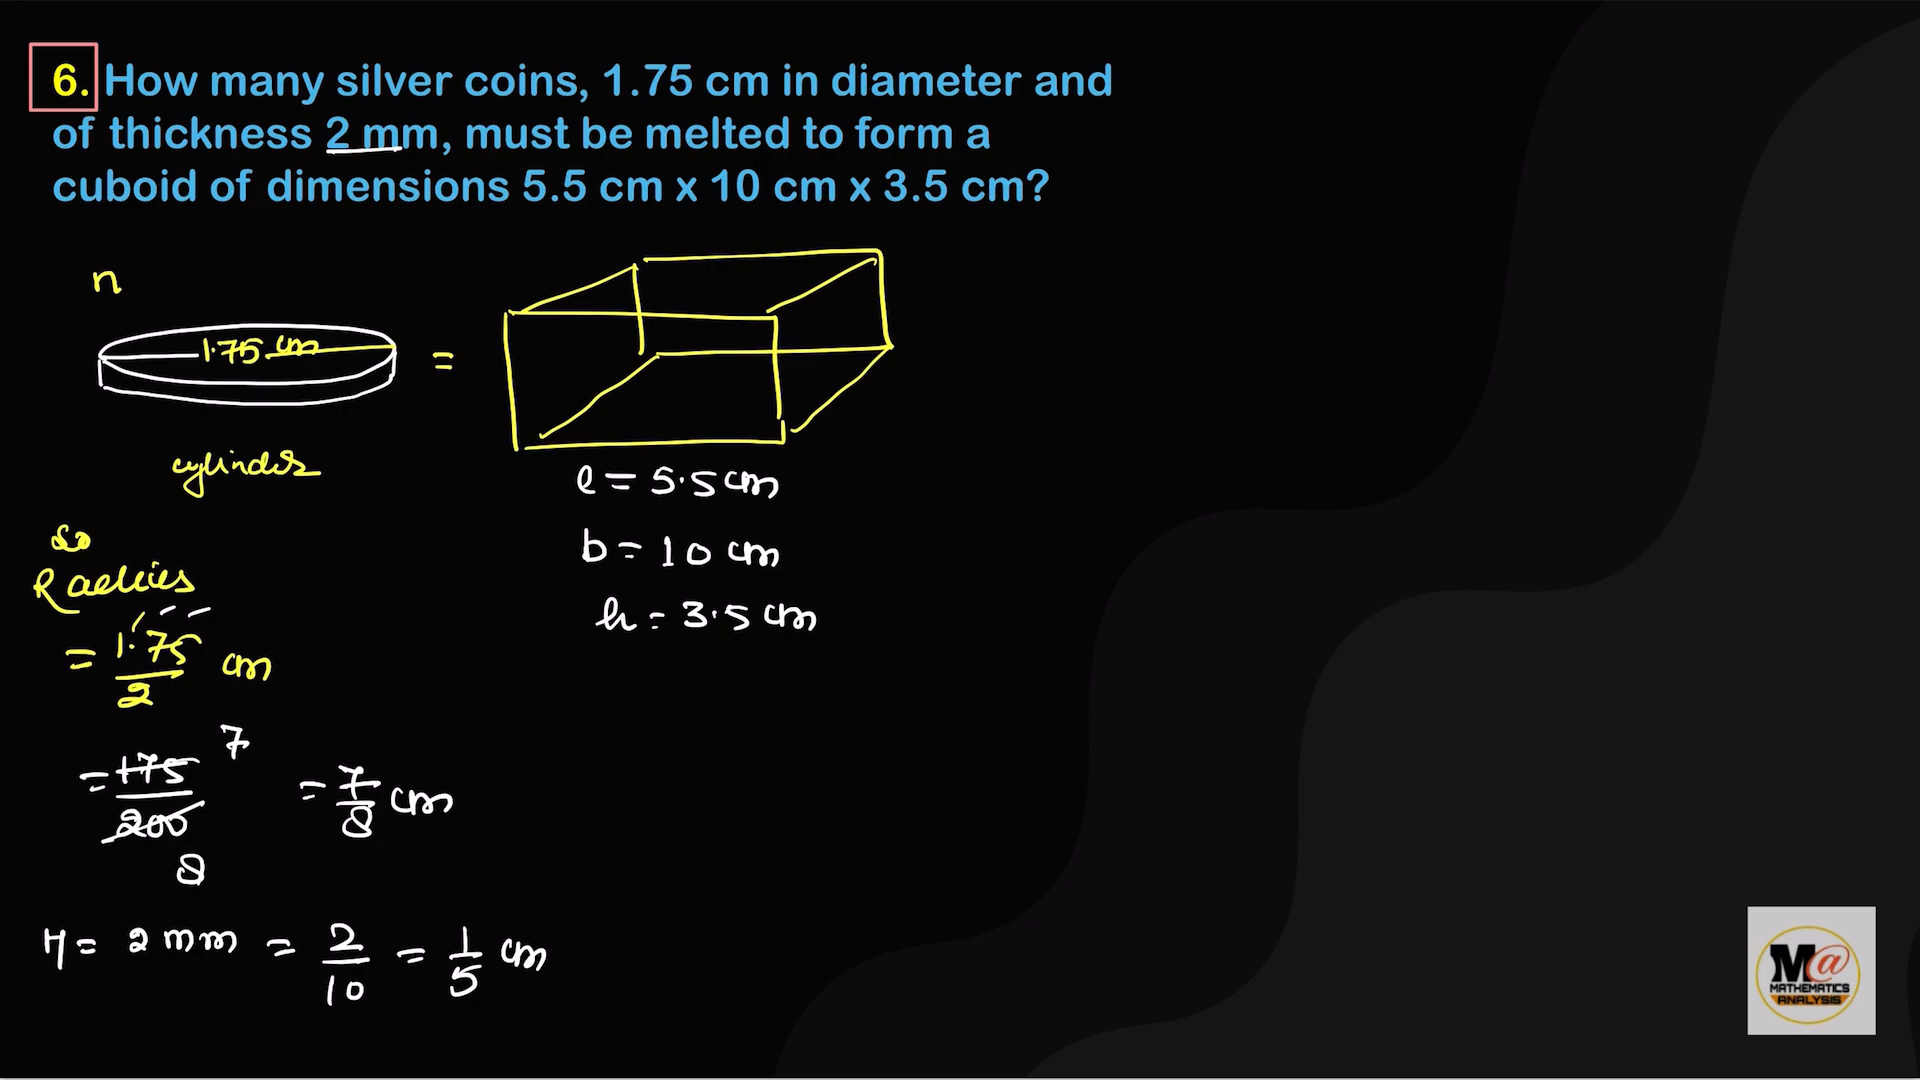 6. How many silver coins, 1.75 cm in diameter and
of thickness 2 mm, must be melted to form a
cuboid of dimensions 5.5 cm x 10 cm x 3.5 cm?
n
1.75 cm
=
cylinder
l = 5.5 cm
b = 10 cm
h = 3.5 cm
So
Radius
= 1.75/2 cm
= 175/200 7 8 = 7/8 cm
H = 2 mm = 2/10 = 1/5 cm
M@
MATHEMATICS
ANALYSIS